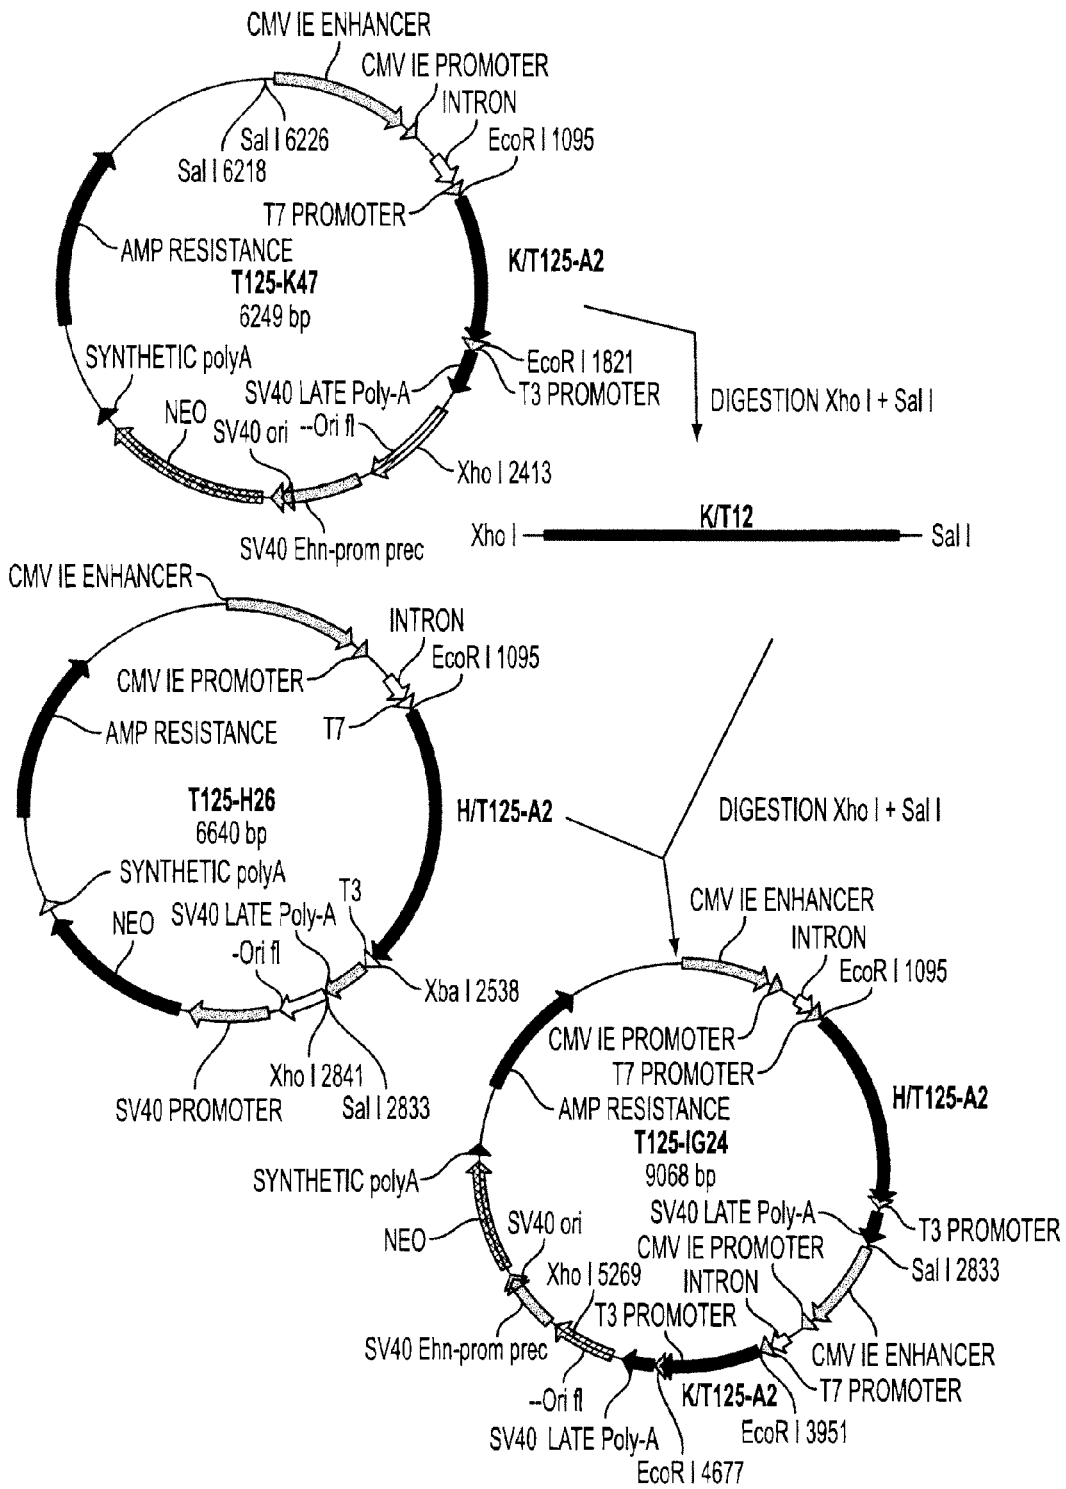 CMV IE ENHANCER
CMV IE PROMOTER
INTRON
EcoR I 1095
Sal I 6226
Sal I 6218
T7 PROMOTER
AMP RESISTANCE
K/T125-A2
T125-K47
6249 bp
SYNTHETIC polyA
EcoR I 1821
SV40 LATE Poly-A
T3 PROMOTER
DIGESTION Xho I + Sal I
NEO
SV40 ori
--Ori fl
Xho I 2413
K/T12
Xho I
Sal I
SV40 Ehn-prom prec
CMV IE ENHANCER
INTRON
EcoR I 1095
CMV IE PROMOTER
T7
AMP RESISTANCE
T125-H26
6640 bp
H/T125-A2
DIGESTION Xho I + Sal I
SYNTHETIC polyA
T3
SV40 LATE Poly-A
NEO
-Ori fl
Xba I 2538
Xho I 2841
Sal I 2833
SV40 PROMOTER
CMV IE ENHANCER
INTRON
EcoR I 1095
CMV IE PROMOTER
T7 PROMOTER
H/T125-A2
AMP RESISTANCE
T125-IG24
9068 bp
SYNTHETIC polyA
SV40 LATE Poly-A
T3 PROMOTER
NEO
SV40 ori
CMV IE PROMOTER
Sal I 2833
Xho I 5269
INTRON
T3 PROMOTER
SV40 Ehn-prom prec
CMV IE ENHANCER
T7 PROMOTER
--Ori fl
K/T125-A2
EcoR I 3951
SV40 LATE Poly-A
EcoR I 4677